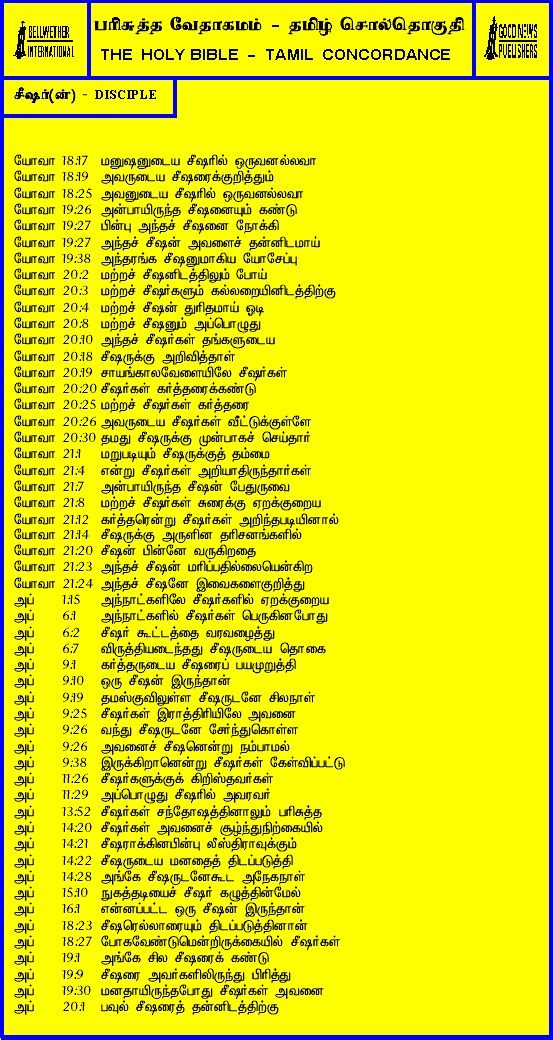 BELLWETHER
INTERNATIONAL
பரிசுத்த வேதாகமம் - தமிழ் சொல்தொகுதி
THE HOLY BIBLE - TAMIL CONCORDANCE
GOOD NEWS
PUBLISHERS
சீஷர்(ன்) - DISCIPLE
யோவா 18:17 மனுஷனுடைய சீஷரில் ஒருவனல்லவா
யோவா 18:19 அவருடைய சீஷரைக்குறித்தும்
யோவா 18:25 அவனுடைய சீஷரில் ஒருவனல்லவா
யோவா 19:26 அன்பாயிருந்த சீஷனையும் கண்டு
யோவா 19:27 பின்பு அந்தச் சீஷனை நோக்கி
யோவா 19:27 அந்தச் சீஷன் அவளைச் தன்னிடமாய்
யோவா 19:38 அந்தரங்க சீஷனுமாகிய யோசேப்பு
யோவா 20:2 மற்றச் சீஷனிடத்திலும் போய்
யோவா 20:3 மற்றச் சீஷர்களும் கல்லறையினிடத்திற்கு
யோவா 20:4 மற்றச் சீஷன் துரிதமாய் ஒடி
யோவா 20:8 மற்றச் சீஷனும் அப்பொழுது
யோவா 20:10 அந்தச் சீஷர்கள் தங்களுடைய
யோவா 20:18 சீஷருக்கு அறிவித்தாள்
யோவா 20:19 சாயங்காலவேளையிலே சீஷர்கள்
யோவா 20:20 சீஷர்கள் கர்த்தரைக்கண்டு
யோவா 20:25 மற்றச் சீஷர்கள் கர்த்தரை
யோவா 20:26 அவருடைய சீஷர்கள் வீட்டுக்குள்ளே
யோவா 20:30 தமது சீஷருக்கு முன்பாகச் செய்தார்
யோவா 21:1 மறுபடியும் சீஷருக்குத் தம்மை
யோவா 21:4 என்று சீஷர்கள் அறியாதிருந்தார்கள்
யோவா 21:7 அன்பாயிருந்த சீஷன் பேதுருவை
யோவா 21:8 மற்றச் சீஷர்கள் கரைக்கு ஏறக்குறைய
யோவா 21:12 கர்த்தரென்று சீஷர்கள் அறிந்தபடியினால்
யோவா 21:14 சீஷருக்கு அருளின தரிசனங்களில்
யோவா 21:20 சீஷன் பின்னே வருகிறதை
யோவா 21:23 அந்தச் சீஷன் மரிப்பதில்லையென்கிற
யோவா 21:24 அந்தச் சீஷனே இவைகளைகுறித்து
அப் 1:15 அந்நாட்களிலே சீஷர்களில் ஏறக்குறைய
அப் 6:1 அந்நாட்களில் சீஷர்கள் பெருகினபோது
அப் 6:2 சீஷர் கூட்டத்தை வரவழைத்து
அப் 6:7 விருத்தியடைந்தது சீஷருடைய தொகை
அப் 9:1 கர்த்தருடைய சீஷரைப் பயமுறுத்தி
அப் 9:10 ஒரு சீஷன் இருந்தான்
அப் 9:19 தமஸ்குவிலுள்ள சீஷருடனே சிலநாள்
அப் 9:25 சீஷர்கள் இராத்திரியிலே அவனை
அப் 9:26 வந்து சீஷருடனே சேர்ந்துகொள்ள
அப் 9:26 அவனைச் சீஷனென்று நம்பாமல்
அப் 9:38 இருக்கிறானென்று சீஷர்கள் கேள்விப்பட்டு
அப் 11:26 சீஷர்களுக்குக் கிறிஸ்தவர்கள்
அப் 11:29 அப்பொழுது சீஷரில் அவரவர்
அப் 13:52 சீஷர்கள் சந்தோஷத்தினாலும் பரிசுத்த
அப் 14:20 சீஷர்கள் அவனைச் சூழ்ந்துநிற்கையில்
அப் 14:21 சீஷராக்கினபின்பு லீஸ்திராவுக்கும்
அப் 14:22 சீஷருடைய மனதைத் திடப்படுத்தி
அப் 14:28 அங்கே சீஷருடனேகூட அநேகநாள்
அப் 15:10 நுகத்தடியைச் சீஷர் கழுத்தின்மேல்
அப் 16:1 என்னப்பட்ட ஒரு சீஷன் இருந்தான்
அப் 18:23 சீஷரெல்லாரையும் திடப்படுத்தினான்
அப் 18:27 போகவேண்டுமென்றிருக்கையில் சீஷர்கள்
அப் 19:1 அங்கே சில சீஷரைக் கண்டு
அப் 19:9 சீஷரை அவர்களிலிருந்து பிரித்து
அப் 19:30 மனதாயிருந்தபோது சீஷர்கள் அவனை
அப் 20:1 பவுல் சீஷரைத் தன்னிடத்திற்கு